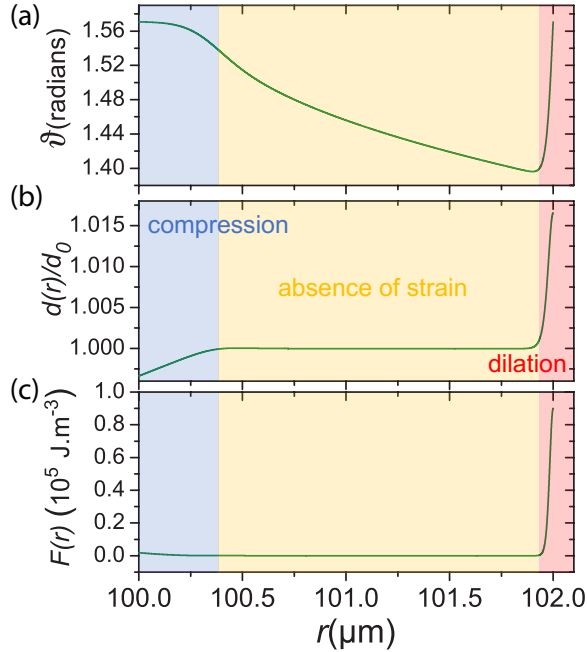 (a)
ϑ(radians)
1.56
1.52
1.48
1.44
1.40
(b)
d(r)/d0
1.015
1.010
1.005
1.000
compression
absence of strain
dilation
(c)
F(r) (10^5 J.m^-3)
1.0
0.8
0.6
0.4
0.2
0.0
100.0 100.5 101.0 101.5 102.0
r(μm)